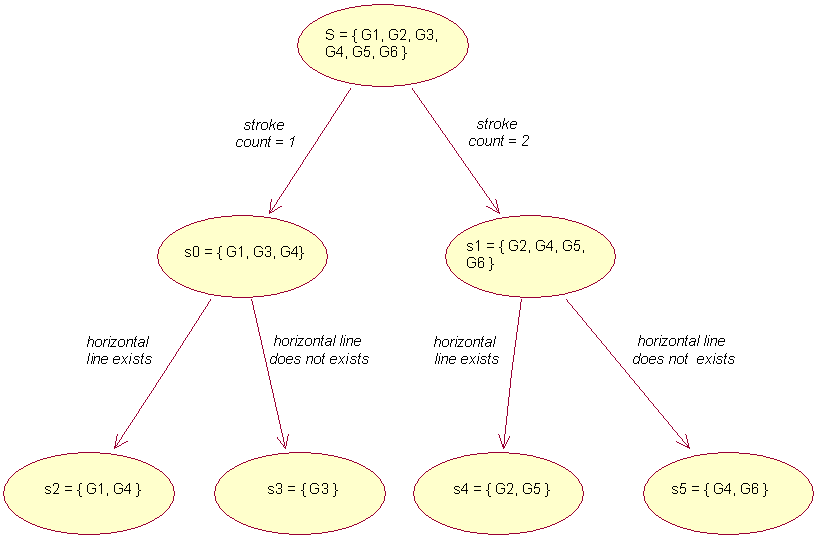 S = { G1, G2, G3,
G4, G5, G6 }
stroke
count = 1
stroke
count = 2
s0 = { G1, G3, G4}
s1 = { G2, G4, G5,
G6 }
horizontal
line exists
horizontal line
does not exists
horizontal
line exists
horizontal line
does not  exists
s2 = { G1, G4 }
s3 = { G3 }
s4 = { G2, G5 }
s5 = { G4, G6 }